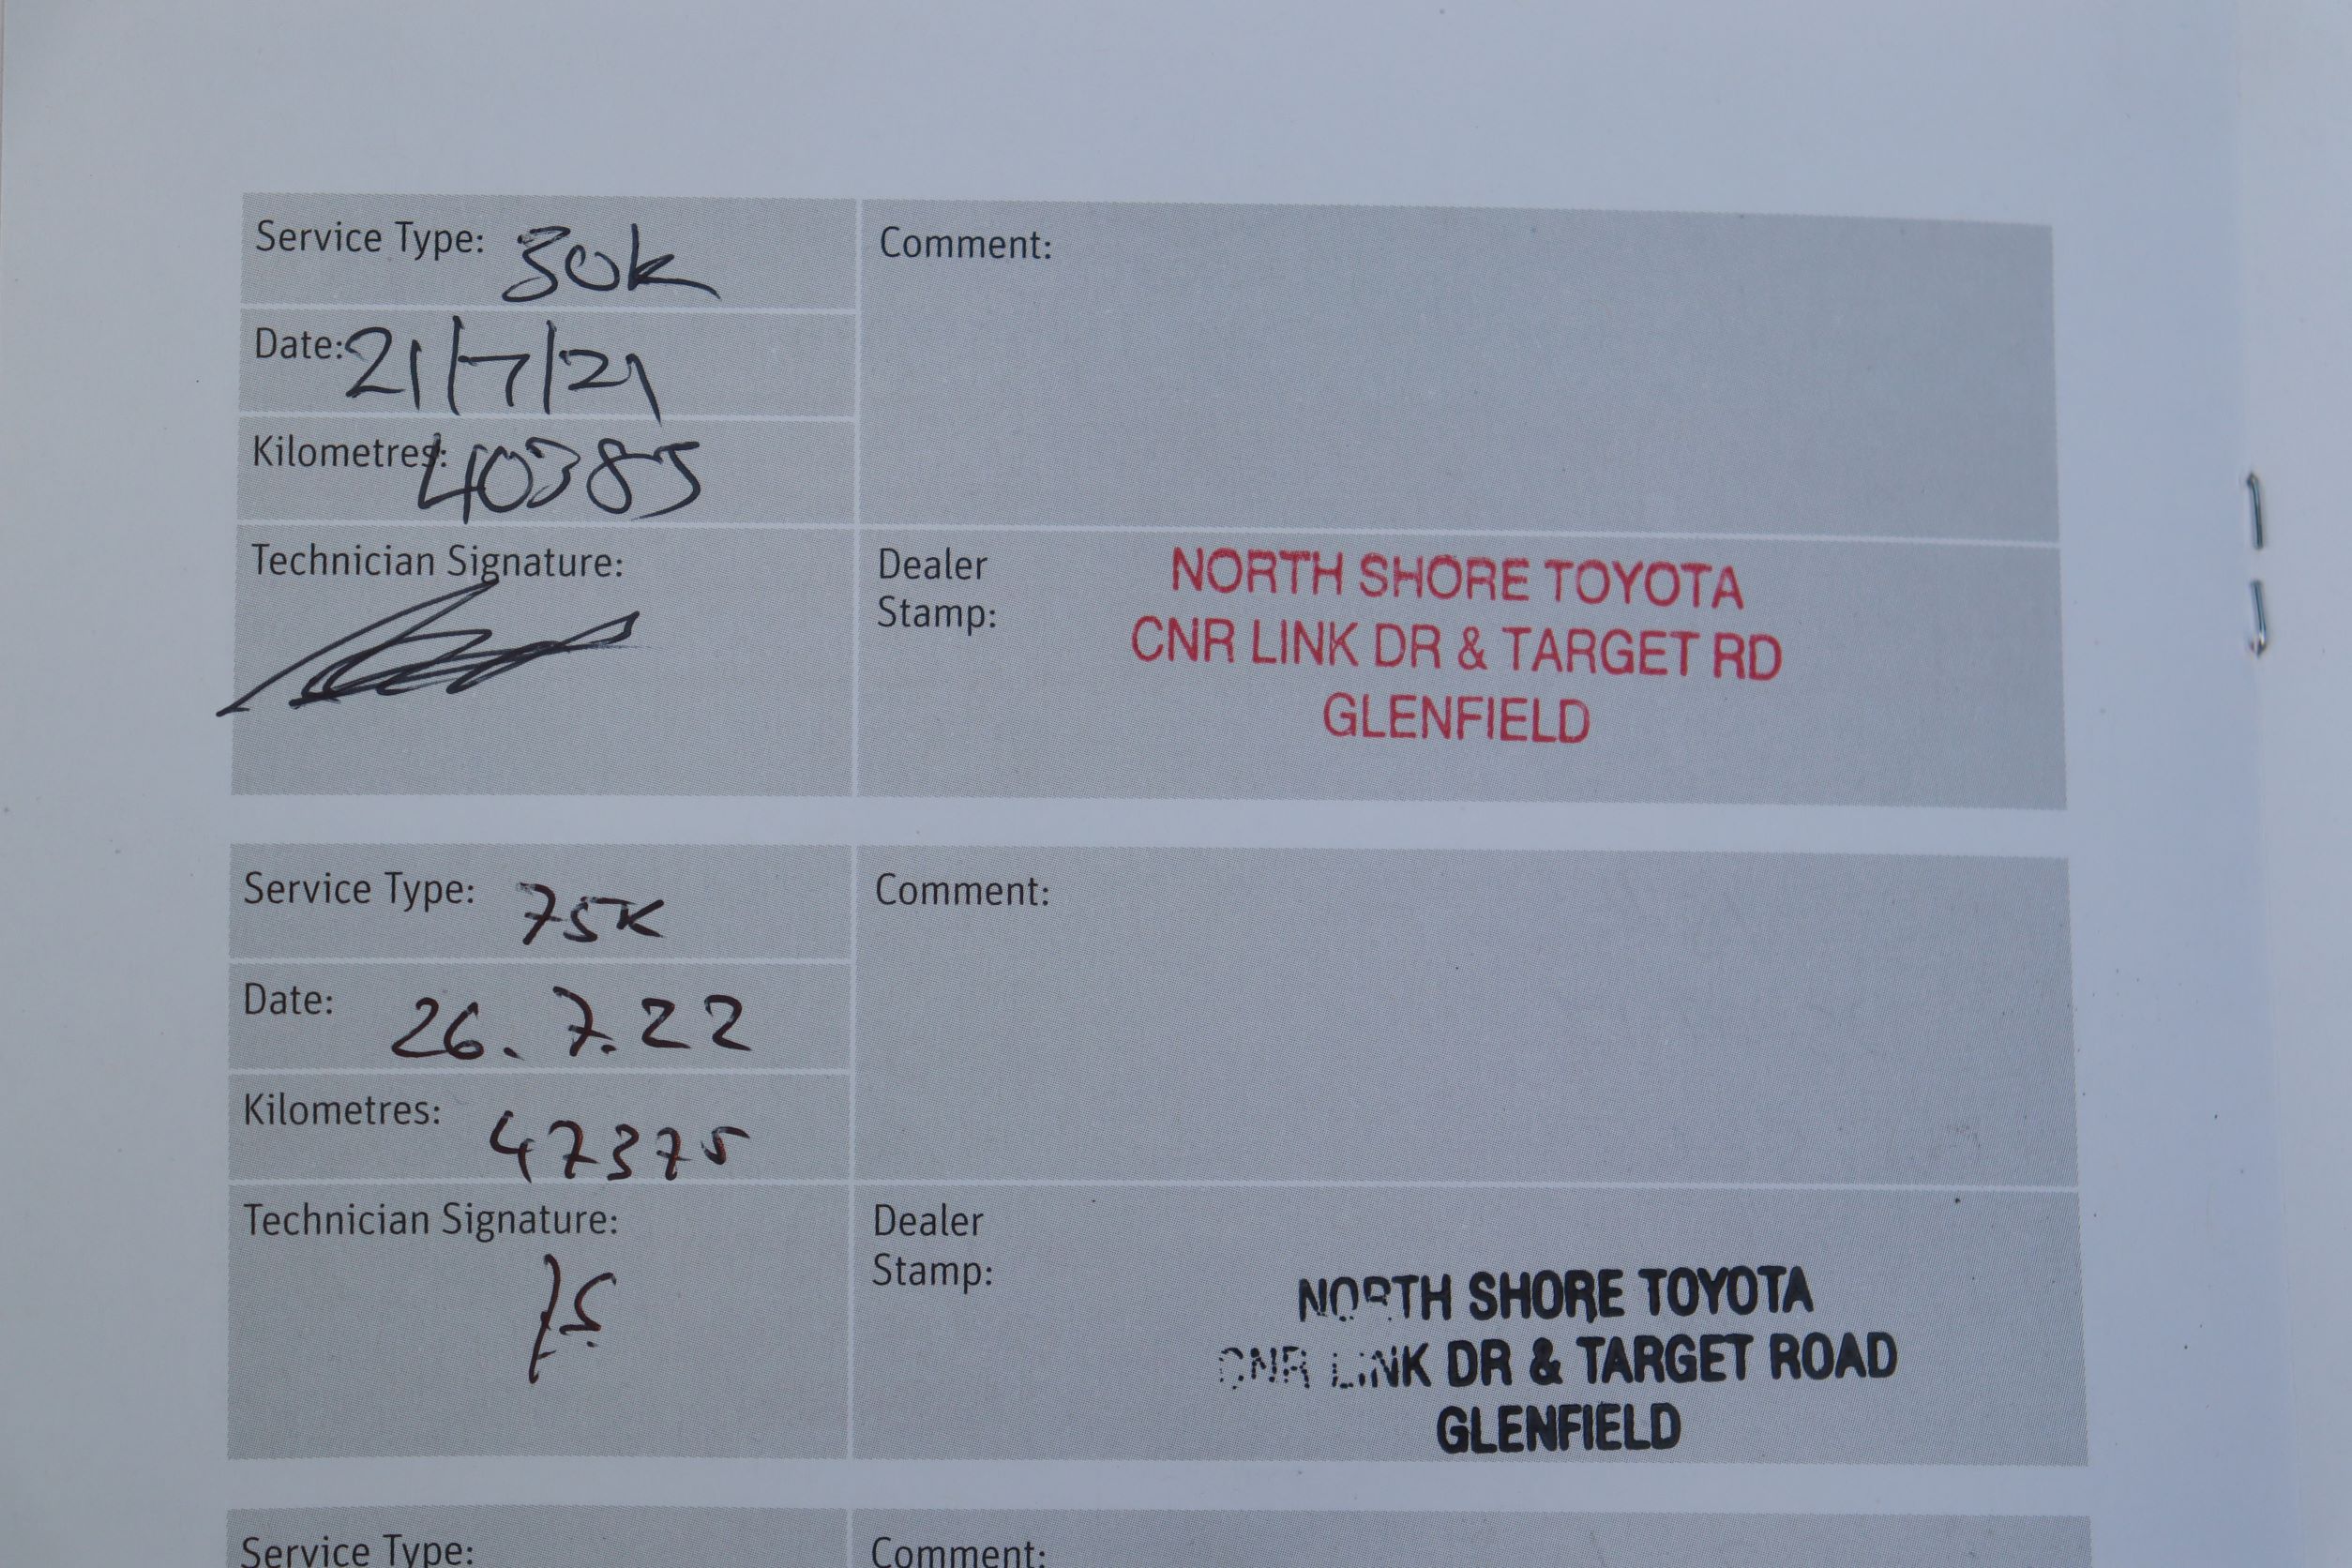 Service Type: 30k
Comment:
Date: 21/7/21
Kilometres: 40385
Technician Signature:
Dealer
Stamp:
NORTH SHORE TOYOTA
CNR LINK DR & TARGET RD
GLENFIELD
Service Type: 75K
Comment:
Date: 26.7.22
Kilometres: 47375
Technician Signature:
Dealer
Stamp:
NORTH SHORE TOYOTA
CNR LINK DR & TARGET ROAD
GLENFIELD
Service Type:
Comment: